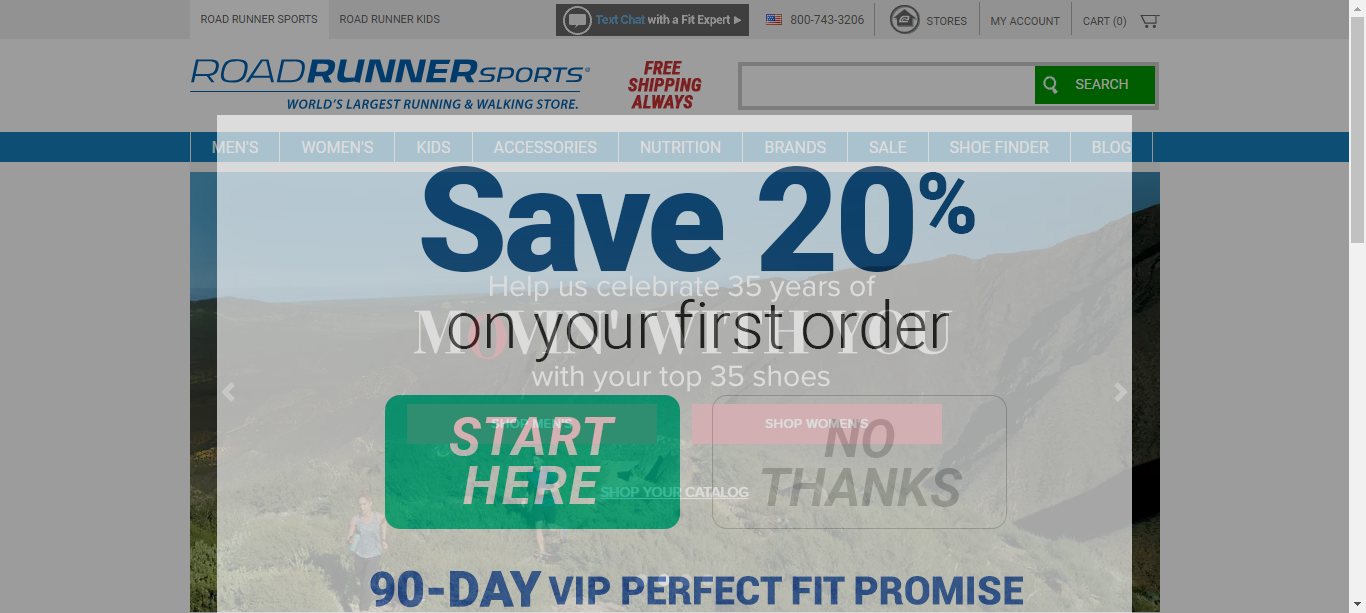 ROAD RUNNER SPORTS
ROAD RUNNER KIDS
Text Chat with a Fit Expert
800-743-3206
STORES
MY ACCOUNT
CART (0)
ROADRUNNERSPORTS®
WORLD'S LARGEST RUNNING & WALKING STORE.
FREE
SHIPPING
ALWAYS
SEARCH
MEN'S
WOMEN'S
KIDS
ACCESSORIES
NUTRITION
BRANDS
SALE
SHOE FINDER
BLOG
Save 20%
Help us celebrate 35 years of
on your first order
MOVIN' WITH YOU
with your top 35 shoes
SHOP MEN'S
SHOP WOMEN'S
START
HERE
NO
THANKS
SHOP YOUR CATALOG
90-DAY VIP PERFECT FIT PROMISE